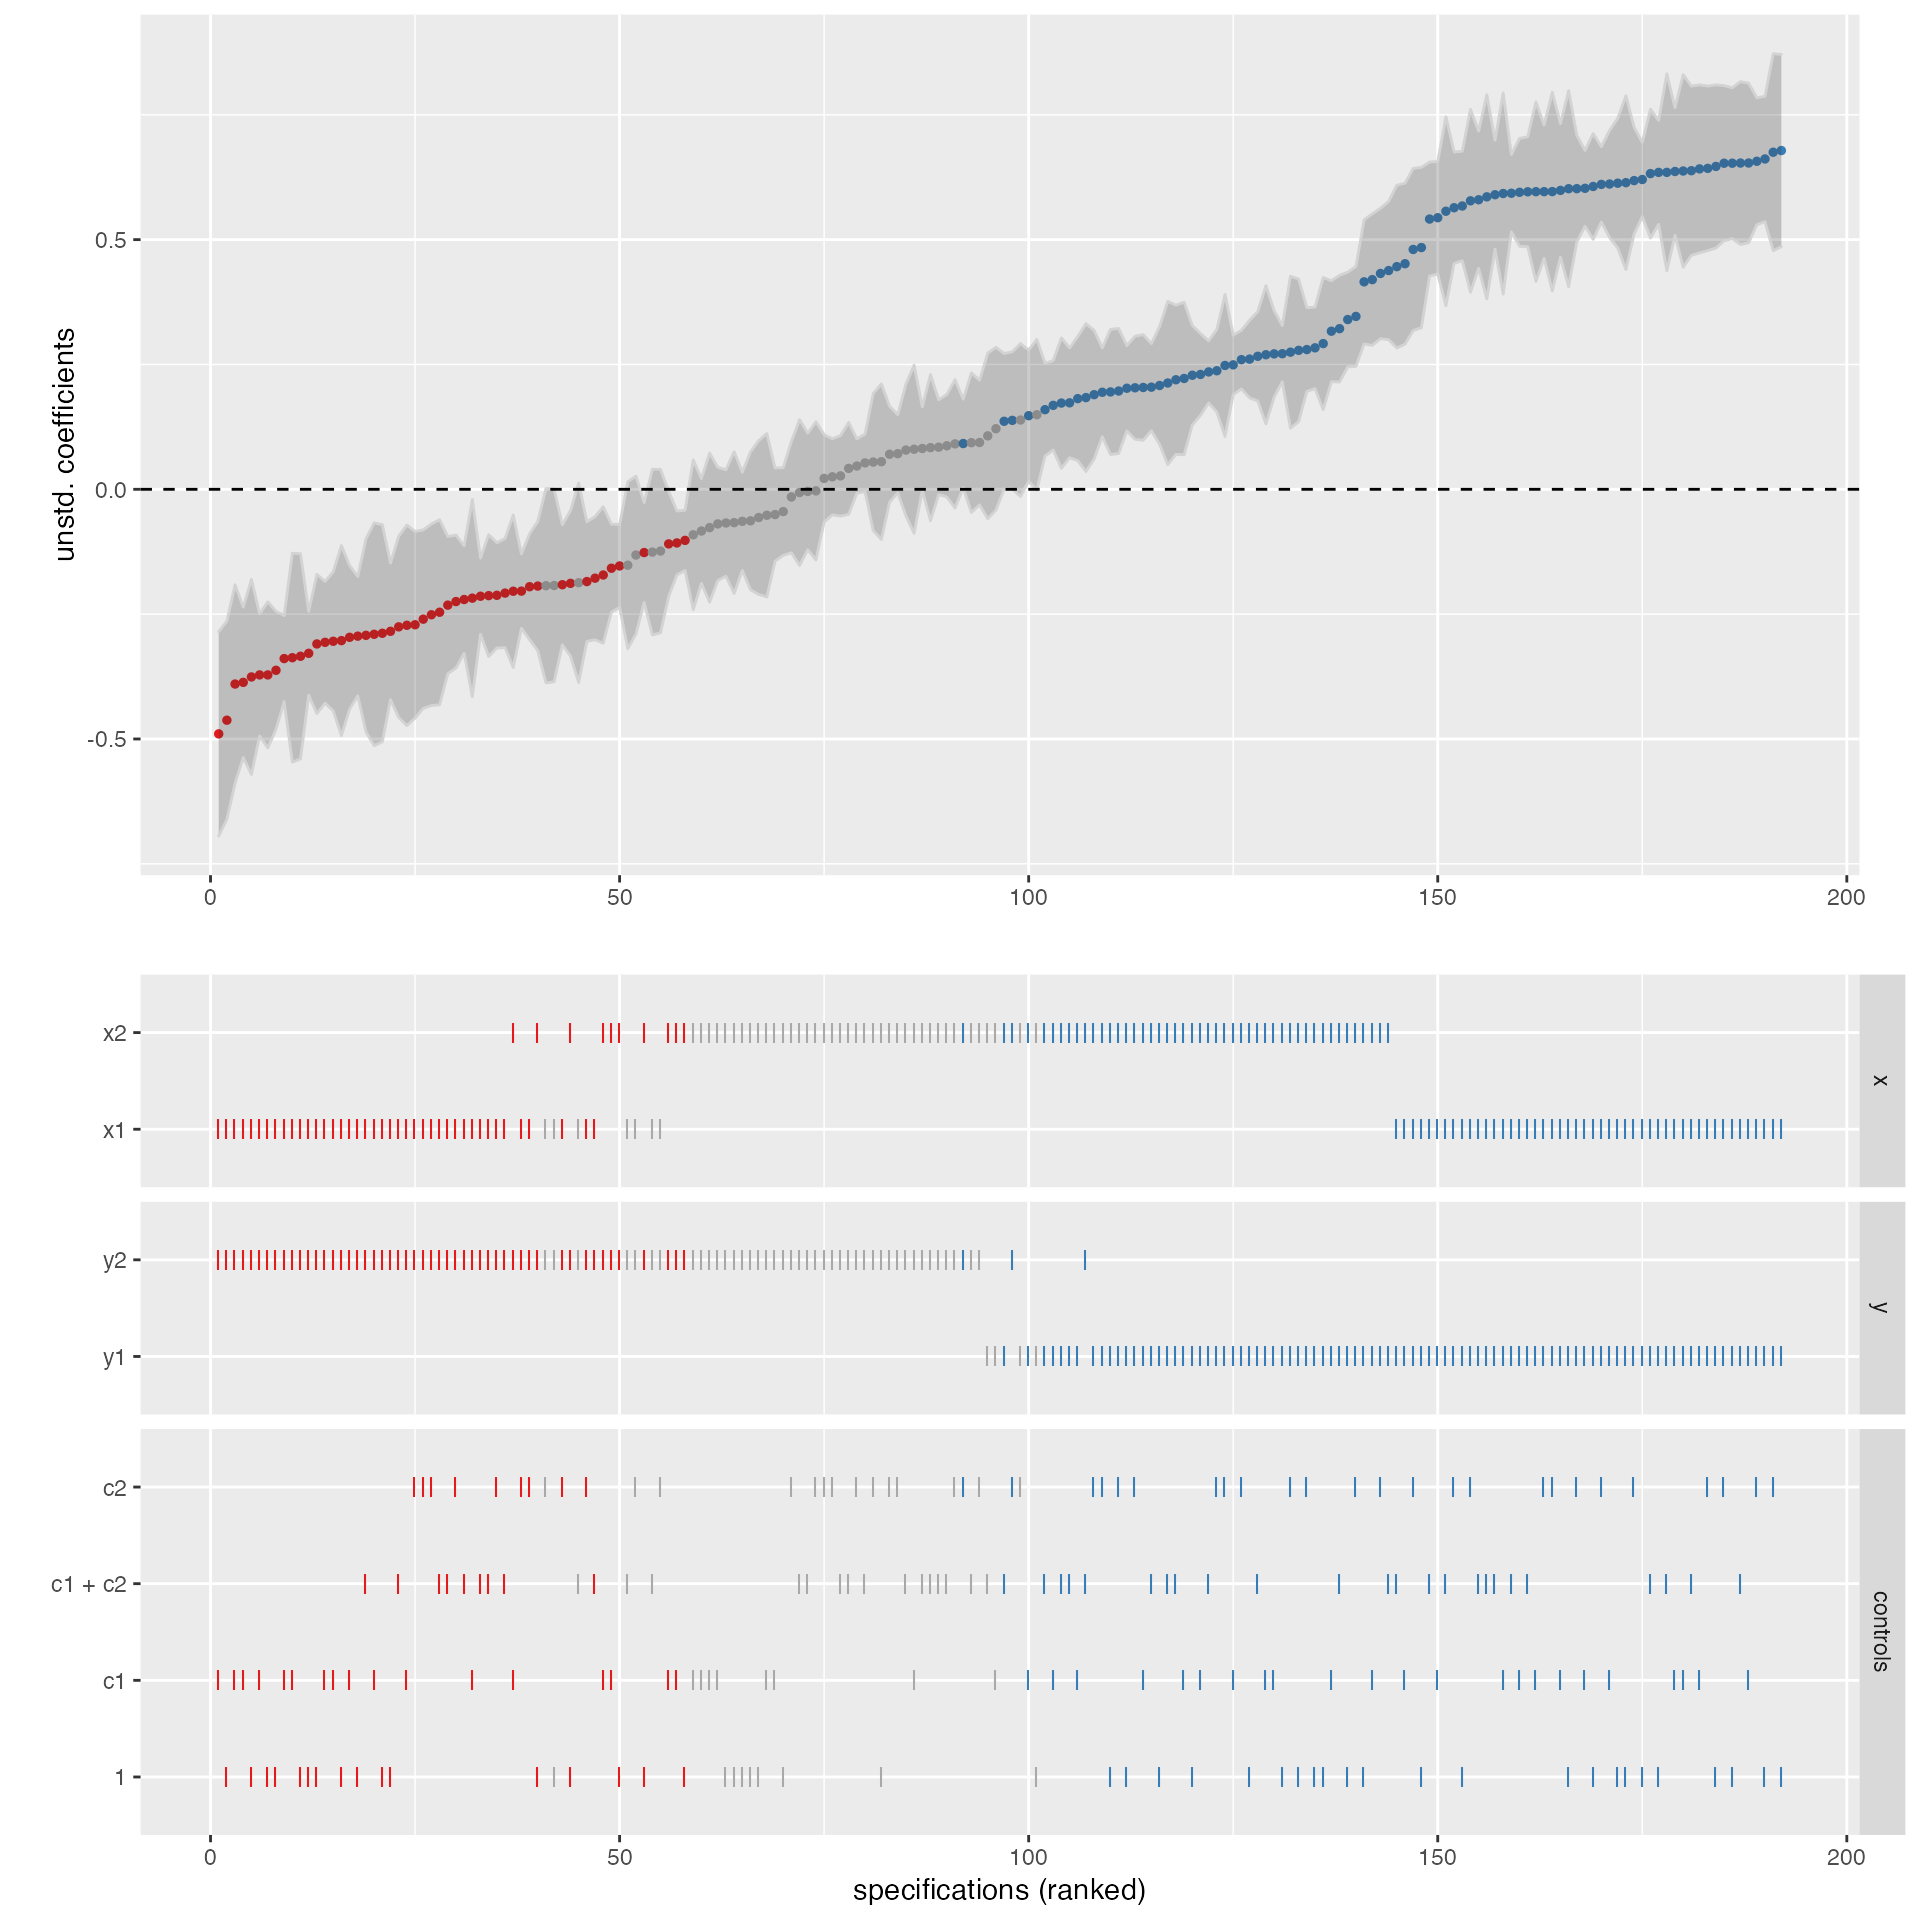 unstd. coefficients
0.5
0.0
-0.5
0 50 100 150 200
x2
x1
x
y2
y1
y
c2
c1 + c2
c1
1
controls
0 50 100 150 200
specifications (ranked)